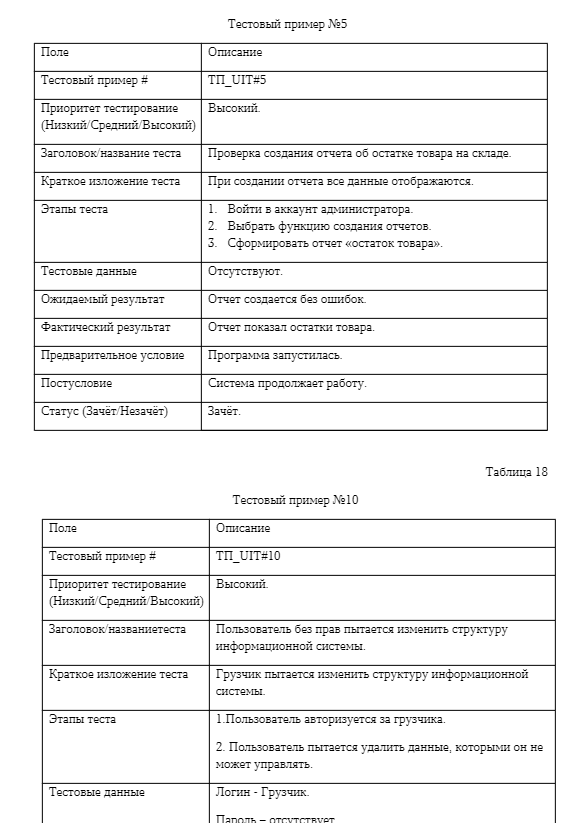 Тестовый пример №5
Поле Описание
Тестовый пример # ТП_UIT#5
Приоритет тестирование Высокий.
(Низкий/Средний/Высокий)
Заголовок/название теста Проверка создания отчета об остатке товара на складе.
Краткое изложение теста При создании отчета все данные отображаются.
Этапы теста 1. Войти в аккаунт администратора.
2. Выбрать функцию создания отчетов.
3. Сформировать отчет «остаток товара».
Тестовые данные Отсутствуют.
Ожидаемый результат Отчет создается без ошибок.
Фактический результат Отчет показал остатки товара.
Предварительное условие Программа запустилась.
Постусловие Система продолжает работу.
Статус (Зачёт/Незачёт) Зачёт.
Таблица 18
Тестовый пример №10
Поле Описание
Тестовый пример # ТП_UIT#10
Приоритет тестирование Высокий.
(Низкий/Средний/Высокий)
Заголовок/названиетеста Пользователь без прав пытается изменить структуру
информационной системы.
Краткое изложение теста Грузчик пытается изменить структуру информационной
системы.
Этапы теста 1.Пользователь авторизуется за грузчика.
2. Пользователь пытается удалить данные, которыми он не
может управлять.
Тестовые данные Логин - Грузчик.
Пароль – отсутствует